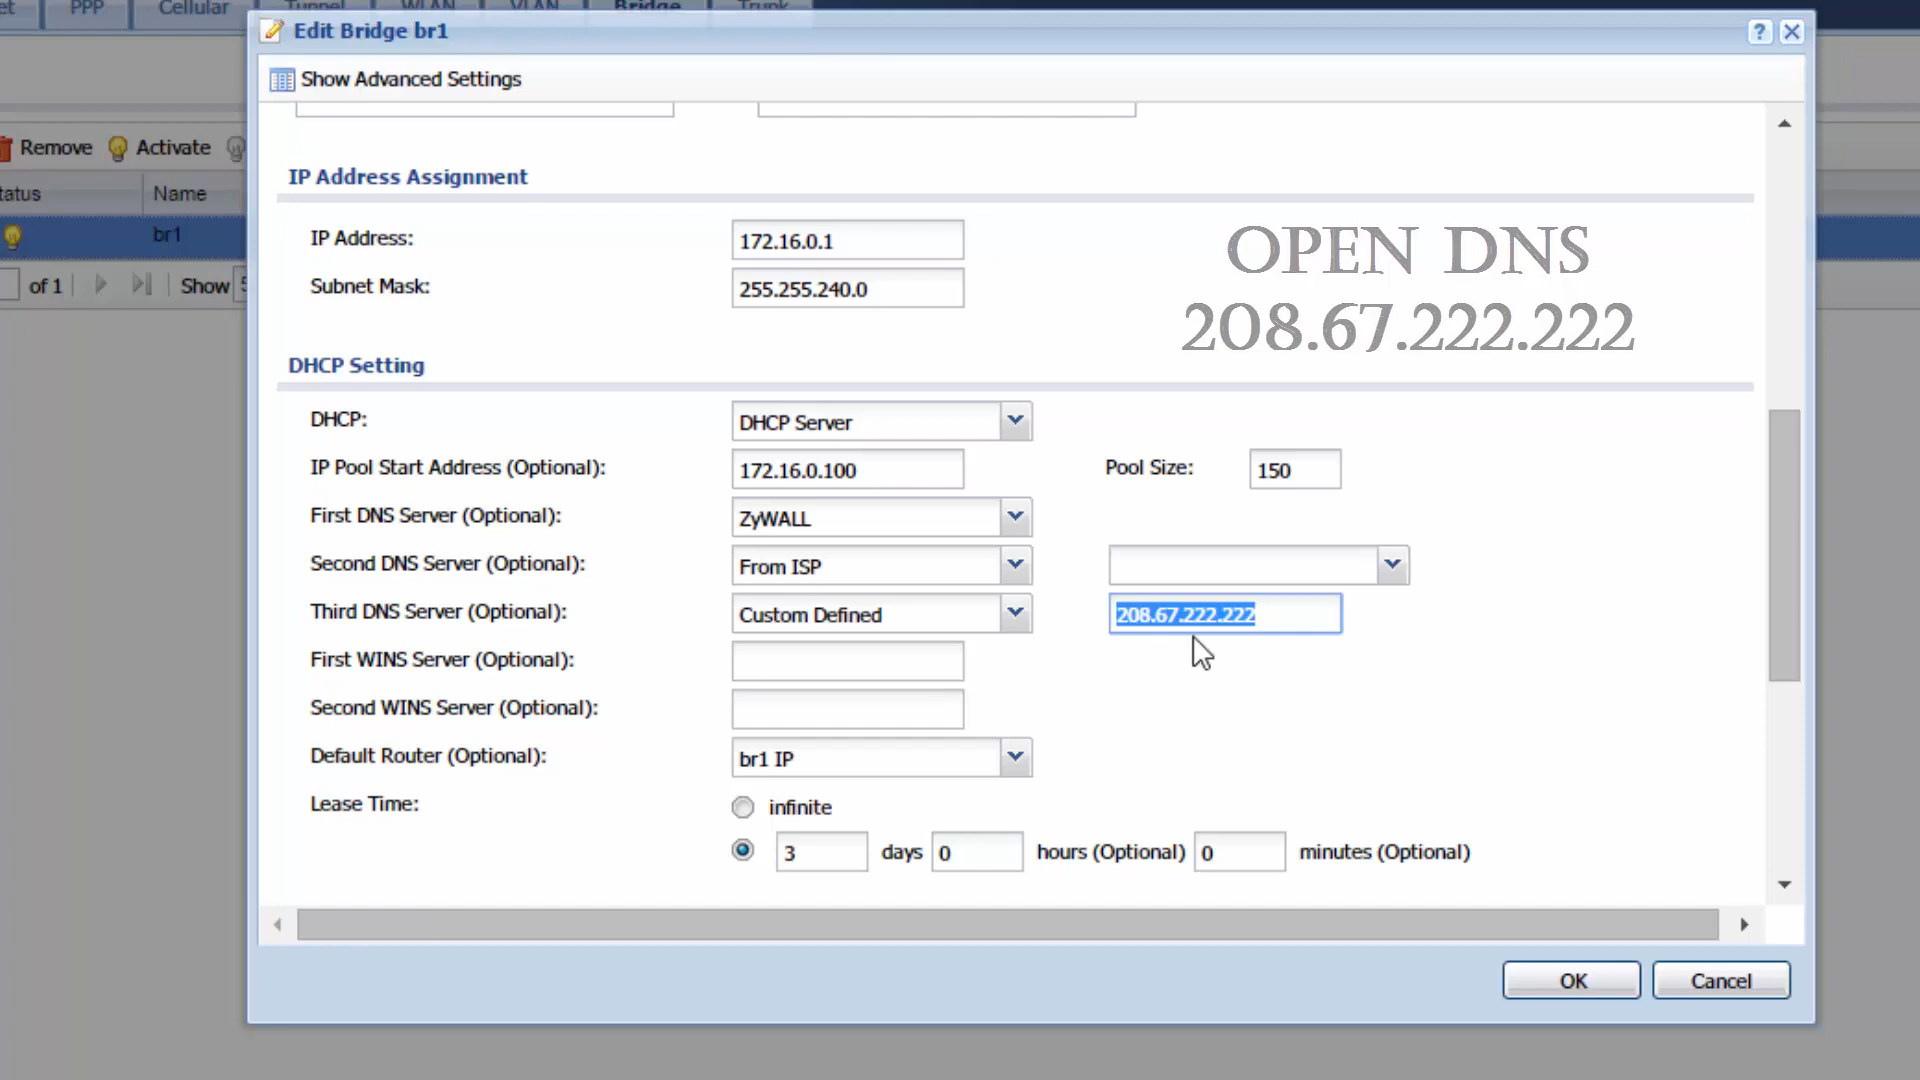 PPP
Cellular
Tunnel
WLAN
VLAN
Bridge
Trunk
Edit Bridge br1
?
Show Advanced Settings
Remove
Activate
Name
br1
of 1
Show
IP Address Assignment
IP Address:
172.16.0.1
Subnet Mask:
255.255.240.0
OPEN DNS
208.67.222.222
DHCP Setting
DHCP:
DHCP Server
IP Pool Start Address (Optional):
172.16.0.100
Pool Size:
150
First DNS Server (Optional):
ZyWALL
Second DNS Server (Optional):
From ISP
Third DNS Server (Optional):
Custom Defined
208.67.222.222
First WINS Server (Optional):
Second WINS Server (Optional):
Default Router (Optional):
br1 IP
Lease Time:
infinite
3 days 0 hours (Optional) 0 minutes (Optional)
OK
Cancel